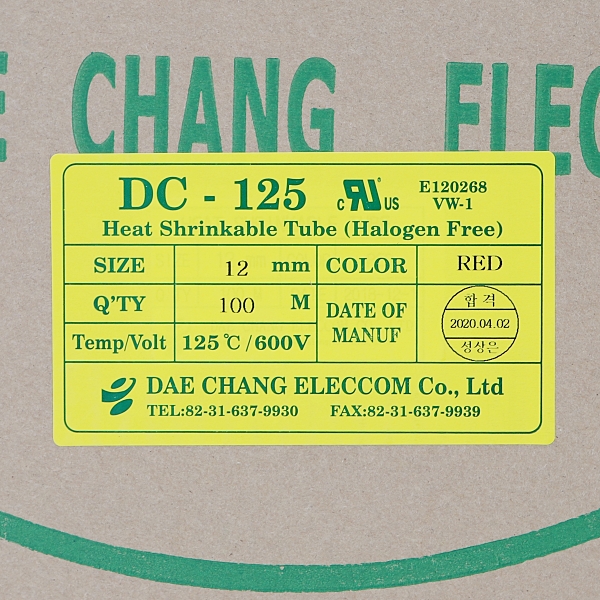 E CHANG ELEC
DC - 125 c RU US E120268
VW-1
Heat Shrinkable Tube (Halogen Free)
SIZE 12 mm COLOR RED
Q'TY 100 M DATE OF MANUF
합격
2020.04.02
성상은
Temp/Volt 125℃/600V
DAE CHANG ELECCOM Co., Ltd
TEL:82-31-637-9930 FAX:82-31-637-9939